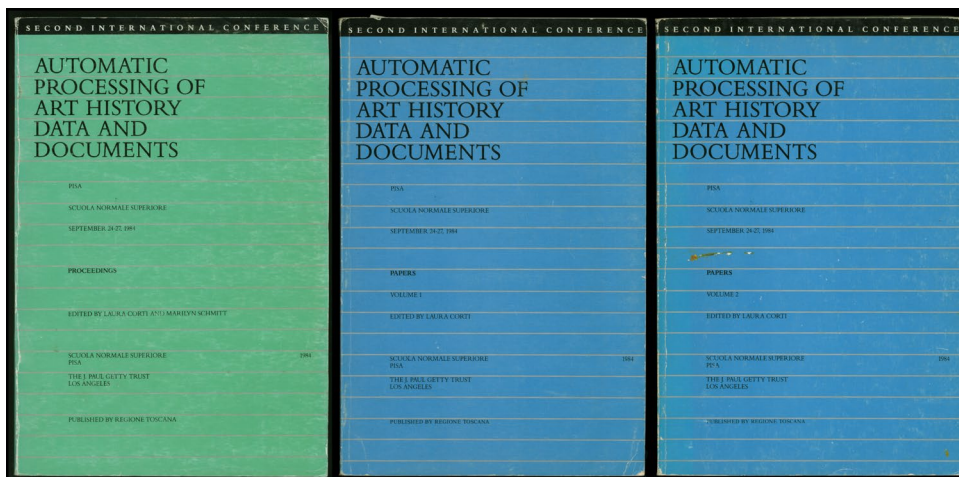 SECOND INTERNATIONAL CONFERENCE
AUTOMATIC
PROCESSING OF
ART HISTORY
DATA AND
DOCUMENTS
PISA
SCUOLA NORMALE SUPERIORE
SEPTEMBER 24-27, 1984
PROCEEDINGS
EDITED BY LAURA CORTI AND MARILYN SCHMITT
SCUOLA NORMALE SUPERIORE 1984
PISA
THE J. PAUL GETTY TRUST
LOS ANGELES
PUBLISHED BY REGIONE TOSCANA
SECOND INTERNATIONAL CONFERENCE
AUTOMATIC
PROCESSING OF
ART HISTORY
DATA AND
DOCUMENTS
PISA
SCUOLA NORMALE SUPERIORE
SEPTEMBER 24-27, 1984
PAPERS
VOLUME 1
EDITED BY LAURA CORTI
SCUOLA NORMALE SUPERIORE 1984
PISA
THE J. PAUL GETTY TRUST
LOS ANGELES
PUBLISHED BY REGIONE TOSCANA
SECOND INTERNATIONAL CONFERENCE
AUTOMATIC
PROCESSING OF
ART HISTORY
DATA AND
DOCUMENTS
PISA
SCUOLA NORMALE SUPERIORE
SEPTEMBER 24-27, 1984
PAPERS
VOLUME 2
EDITED BY LAURA CORTI
SCUOLA NORMALE SUPERIORE 1984
PISA
THE J. PAUL GETTY TRUST
LOS ANGELES
PUBLISHED BY REGIONE TOSCANA